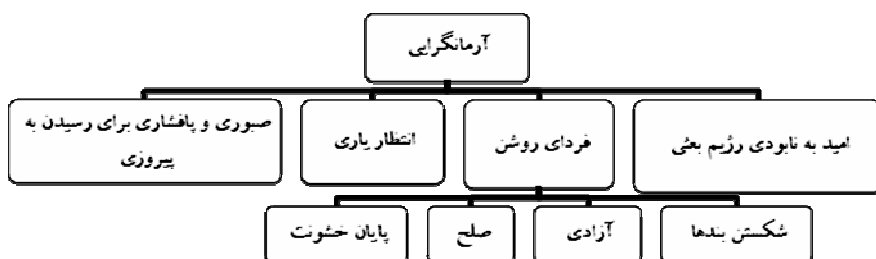 آرمانگرایی
امید به نابودی رژیم بعثی
فردای روشن
انتظار یاری
صبوری و پافشاری برای رسیدن به
پیروزی
شکستن بندها
آزادی
صلح
پایان خشونت